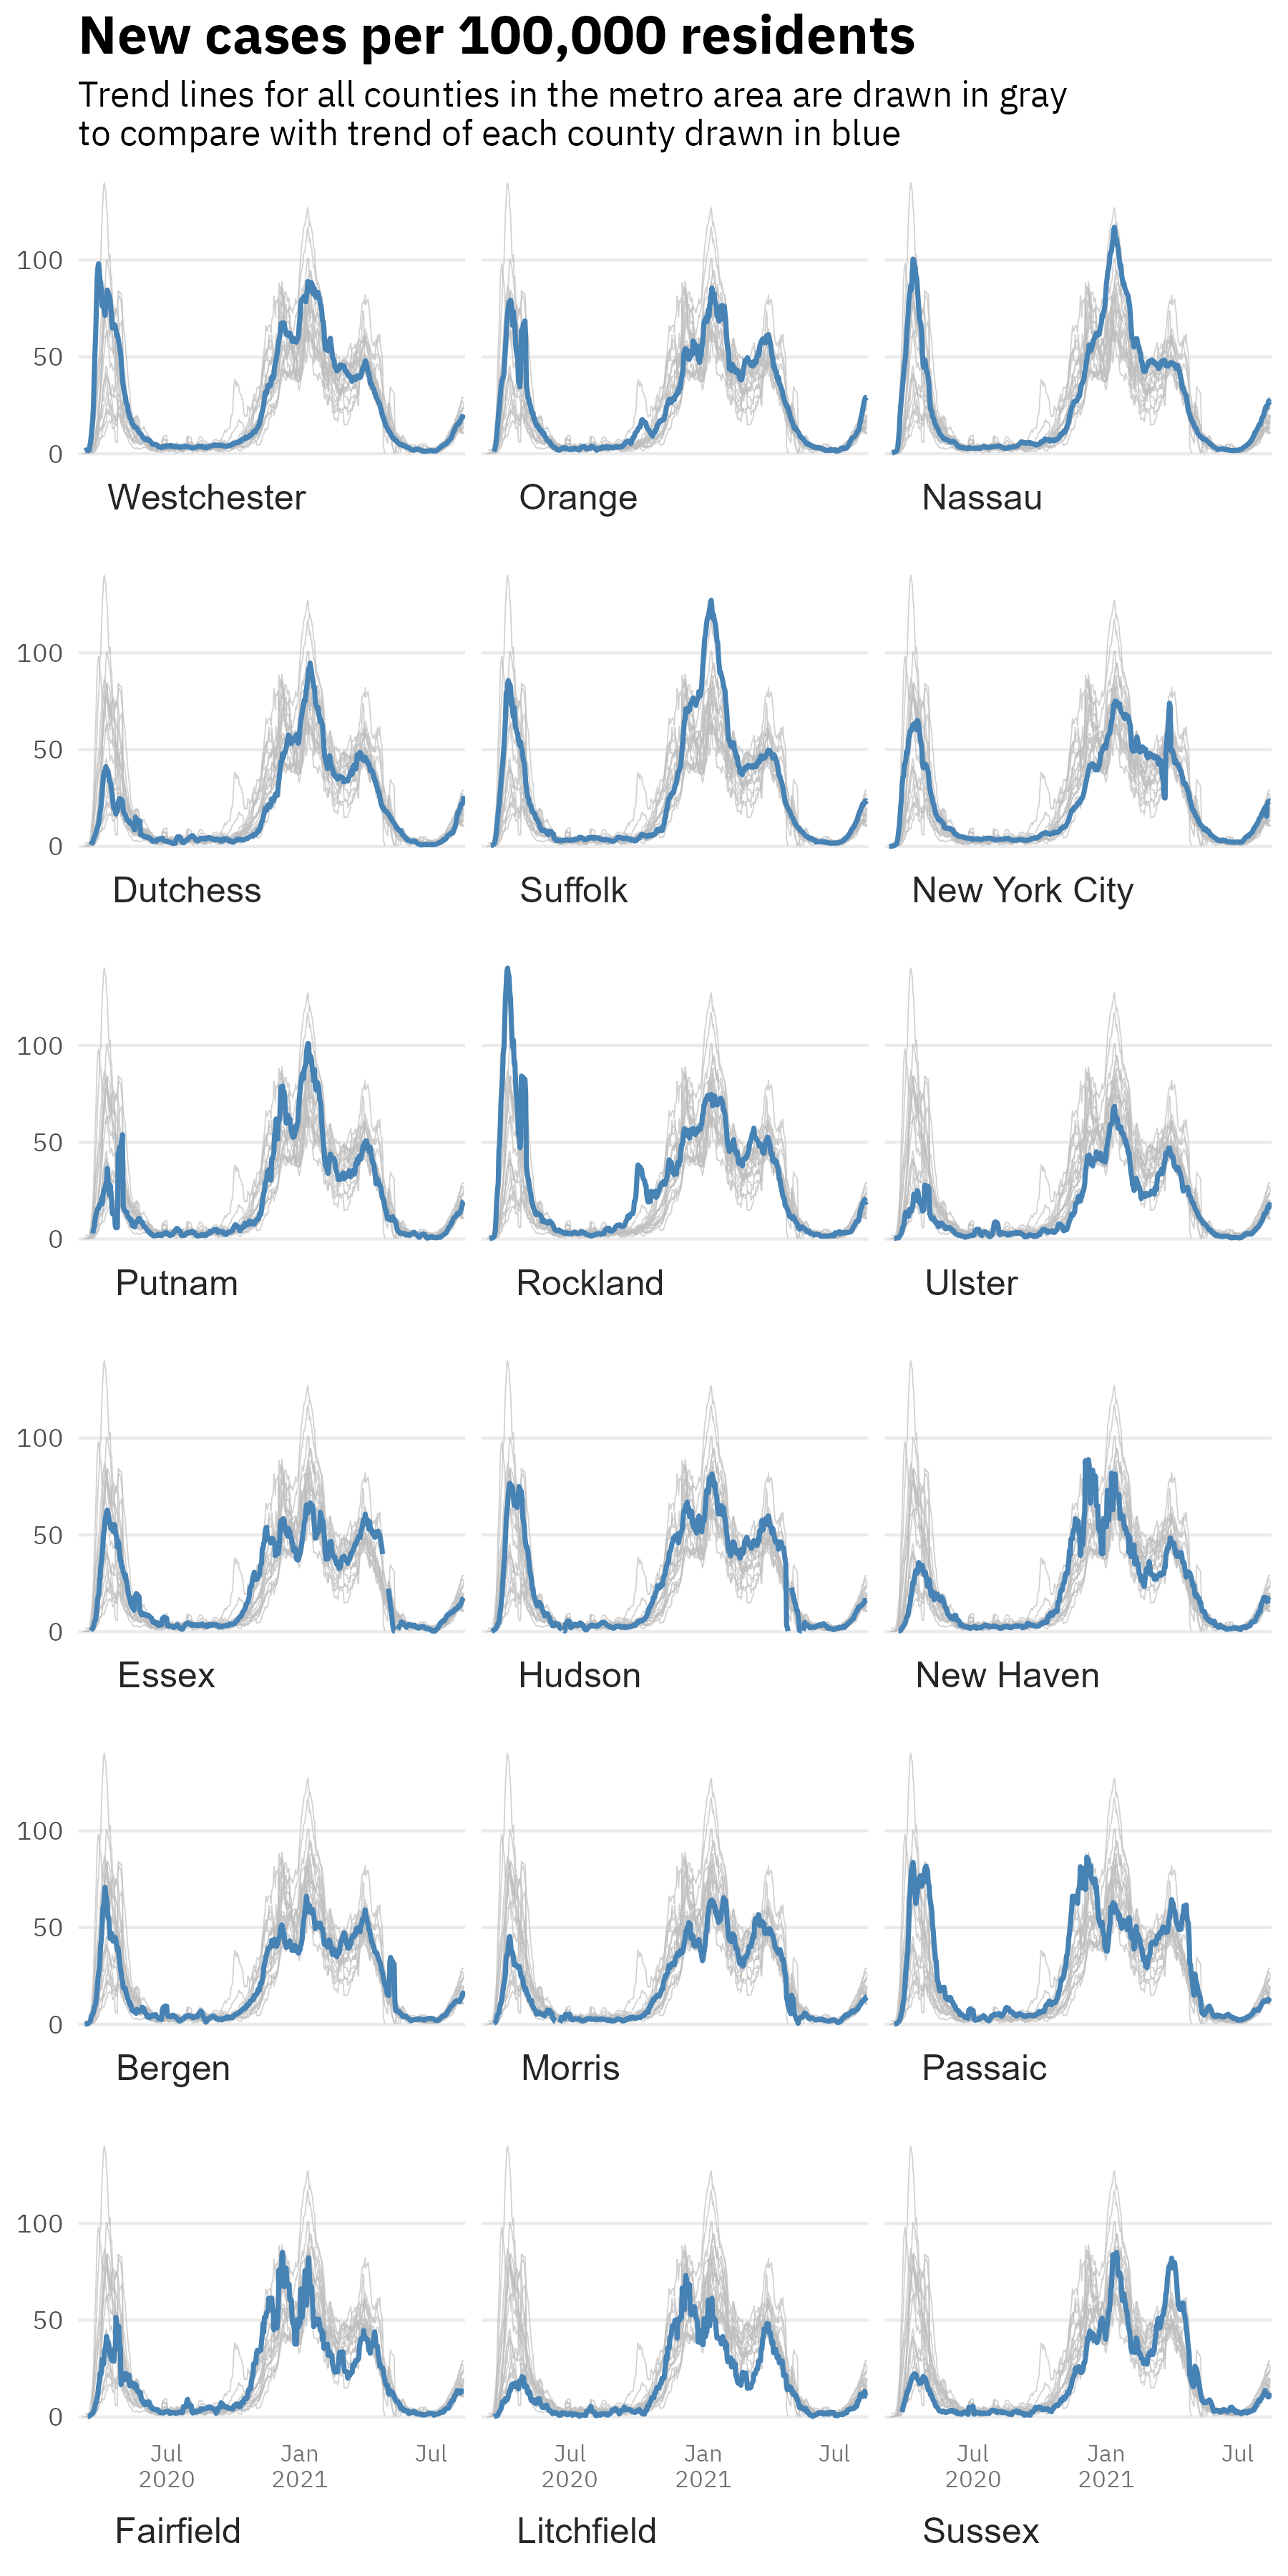 New cases per 100,000 residents
Trend lines for all counties in the metro area are drawn in gray
to compare with trend of each county drawn in blue
100
50
0
Westchester Orange Nassau
100
50
0
Dutchess Suffolk New York City
100
50
0
Putnam Rockland Ulster
100
50
0
Essex Hudson New Haven
100
50
0
Bergen Morris Passaic
100
50
0
Jul Jan Jul Jul Jan Jul Jul Jan Jul
2020 2021 2020 2021 2020 2021
Fairfield Litchfield Sussex